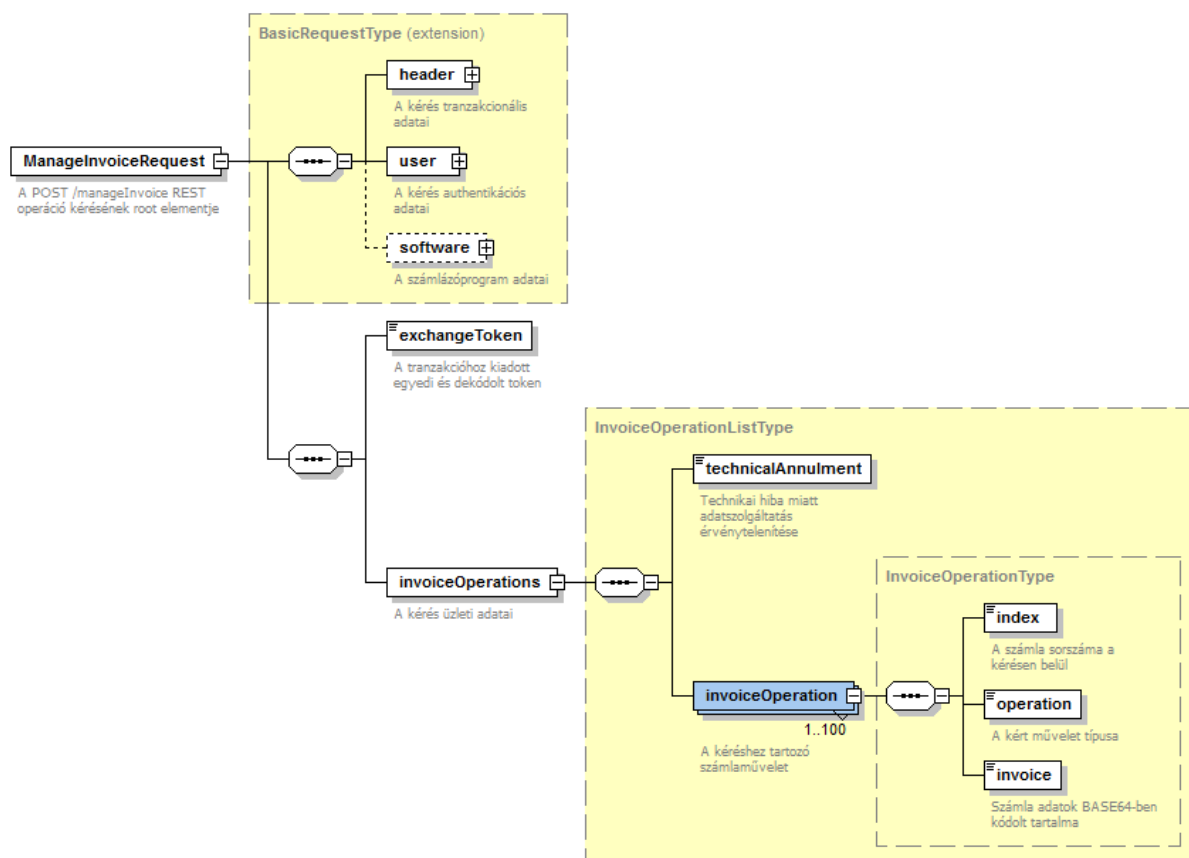 BasicRequestType (extension)
header
A kérés tranzakcionális
adatai
ManageInvoiceRequest
A POST /manageInvoice REST
operáció kérésének root elementje
user
A kérés authentikációs
adatai
software
A számlázóprogram adatai
exchangeToken
A tranzakcióhoz kiadott
egyedi és dekódolt token
invoiceOperations
A kérés üzleti adatai
InvoiceOperationListType
technicalAnnulment
Technikai hiba miatt
adatszolgáltatás
érvénytelenítése
invoiceOperation
1..100
A kéréshez tartozó
számlaművelet
InvoiceOperationType
index
A számla sorszáma a
kérésen belül
operation
A kért művelet típusa
invoice
Számla adatok BASE64-ben
kódolt tartalma